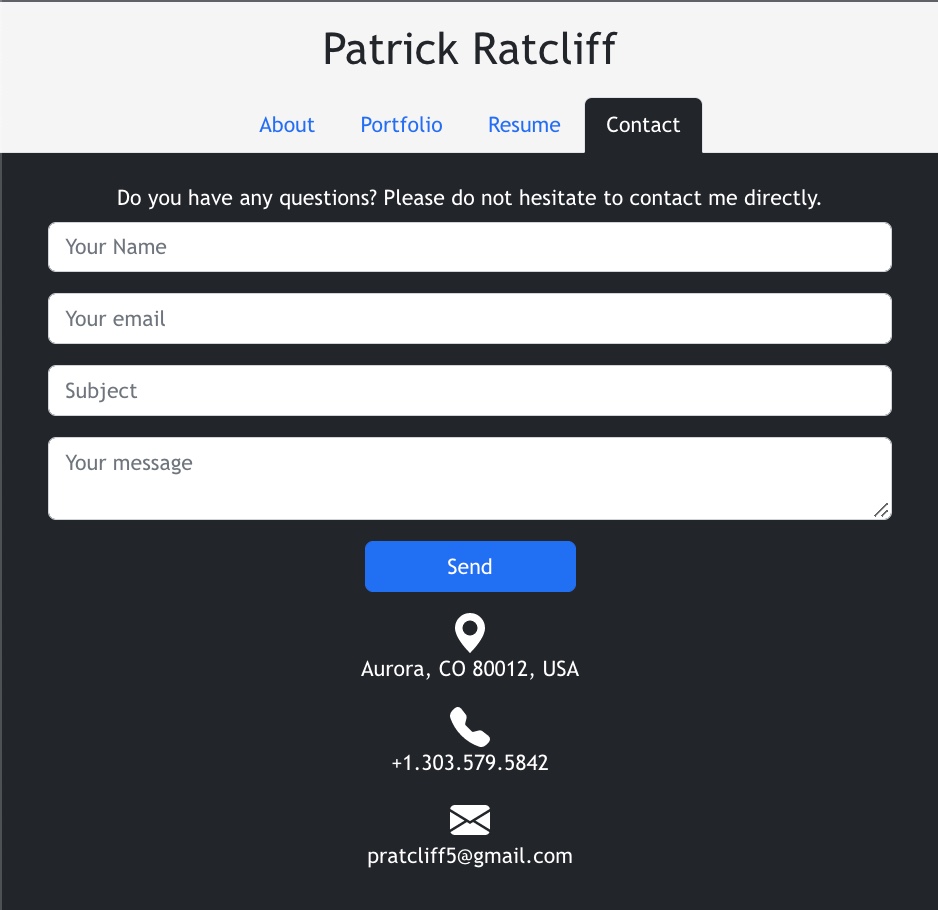 Patrick Ratcliff
About Portfolio Resume Contact
Do you have any questions? Please do not hesitate to contact me directly.
Your Name
Your email
Subject
Your message
Send
Aurora, CO 80012, USA
+1.303.579.5842
pratcliff5@gmail.com